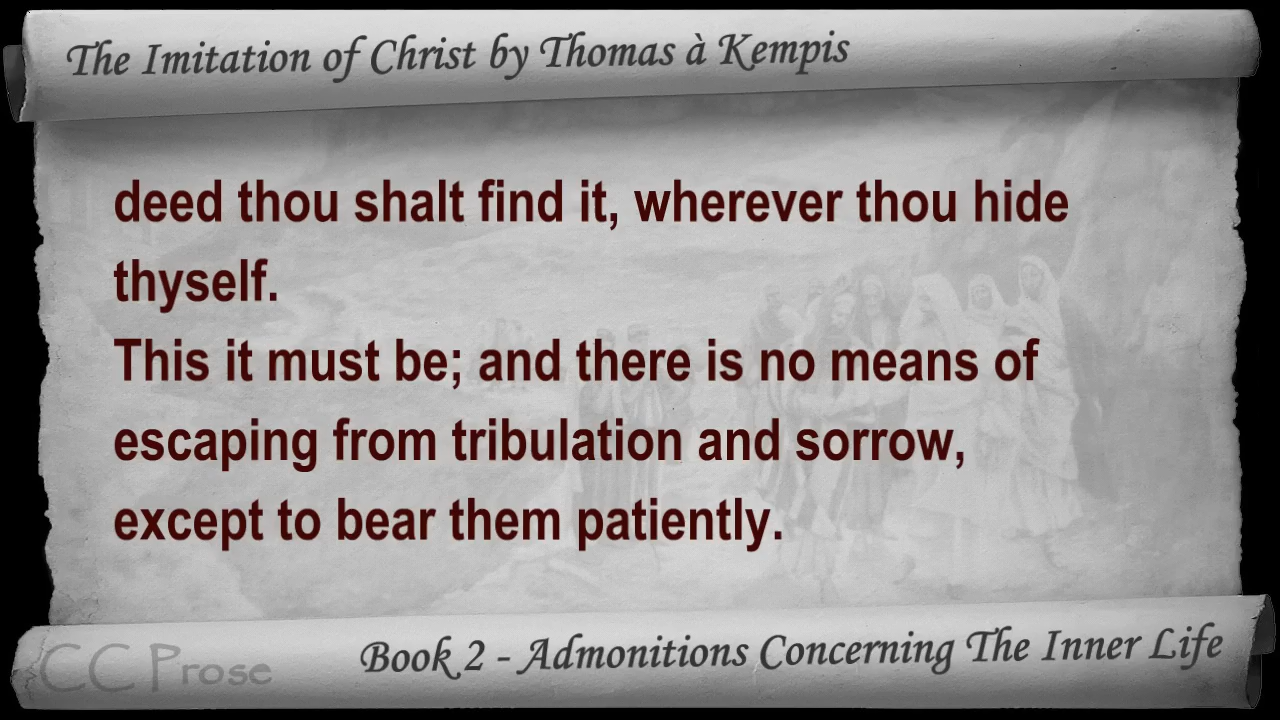 The Imitation of Christ by Thomas à Kempis
deed thou shalt find it, wherever thou hide
thyself.
This it must be; and there is no means of
escaping from tribulation and sorrow,
except to bear them patiently.
CC Prose
Book 2 - Admonitions Concerning The Inner Life